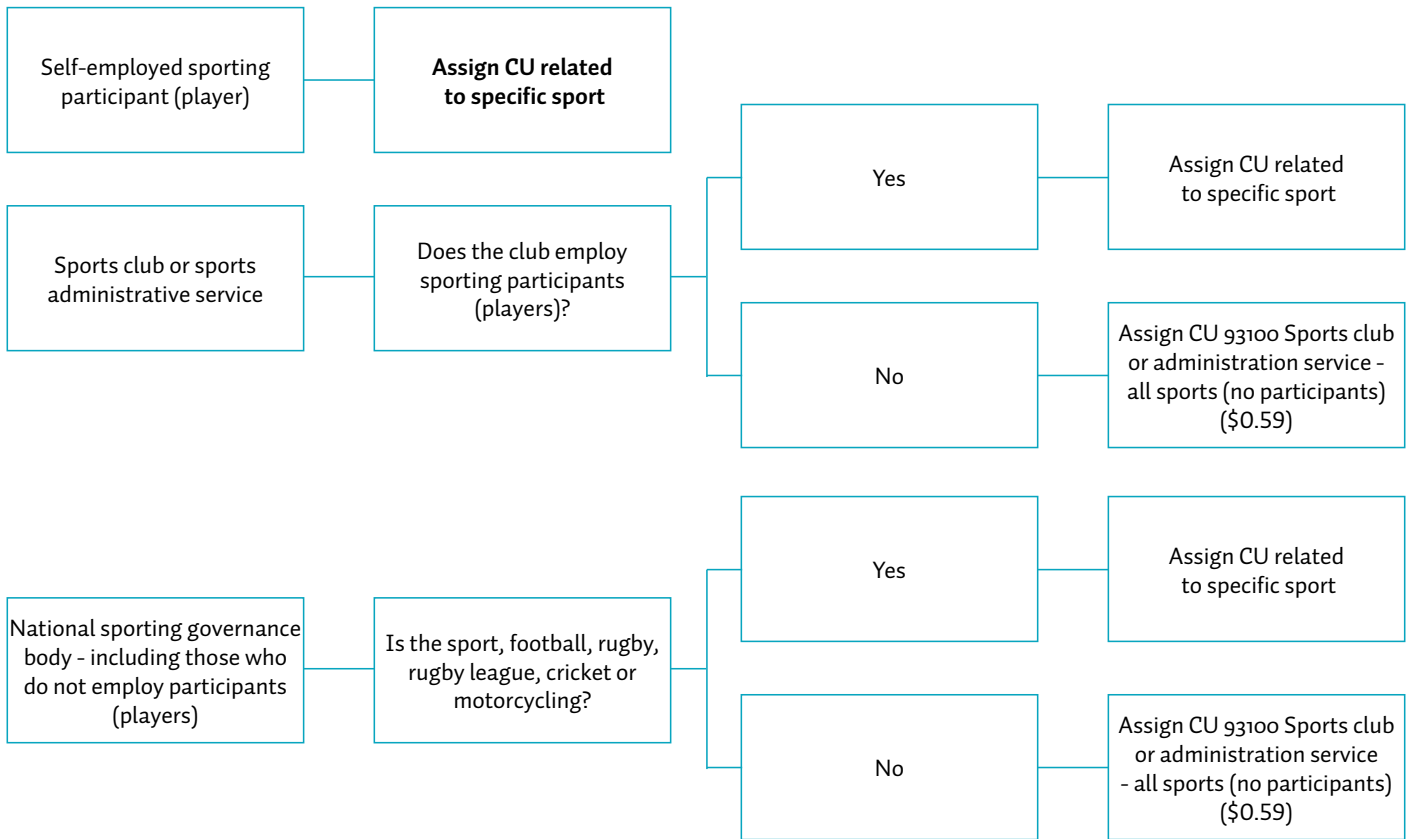 Self-employed sporting
participant (player)
Assign CU related
to specific sport
Sports club or sports
administrative service
Does the club employ
sporting participants
(players)?
Yes
Assign CU related
to specific sport
No
Assign CU 93100 Sports club
or administration service -
all sports (no participants)
($0.59)
National sporting governance
body - including those who
do not employ participants
(players)
Is the sport, football, rugby,
rugby league, cricket or
motorcycling?
Yes
Assign CU related
to specific sport
No
Assign CU 93100 Sports club
or administration service
- all sports (no participants)
($0.59)